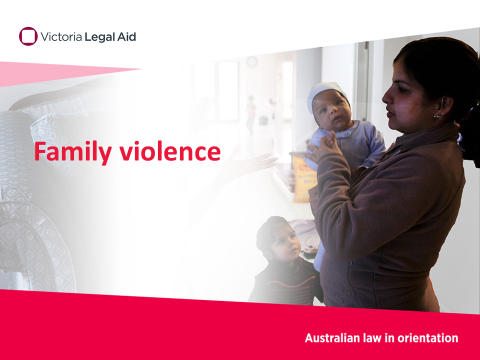 Victoria Legal Aid
Family violence
Australian law in orientation